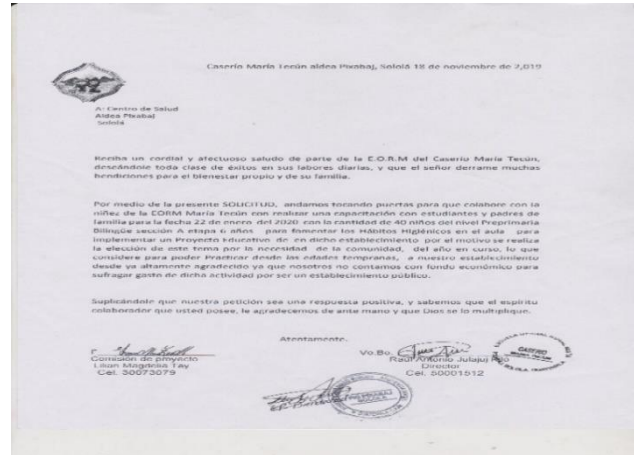 Caserío María Tecún aldea Pixabaj, Sololá 18 de noviembre de 2,019
A: Centro de Salud
Aldea Pixabaj
Sololá
Reciba un cordial y afectuoso saludo de parte de la E.O.R.M del Caserío María Tecún,
deseándole toda clase de éxitos en sus labores diarias, y que el señor derrame muchas
bendiciones para el bienestar propio y de su familia.
Por medio de la presente SOLICITUD, andamos tocando puertas para que colabore con la
niñez de la EORM María Tecún con realizar una capacitación con estudiantes y padres de
familia para la fecha 22 de enero del 2020 con la cantidad de 40 niños del nivel Preprimaria
Bilingüe sección A etapa 6 años para fomentar los Hábitos Higiénicos en el aula para
implementar un Proyecto Educativo de en dicho establecimiento por el motivo se realiza
la elección de este tema por la necesidad de la comunidad, del año en curso, lo que
considere para poder Practicar desde las edades tempranas, a nuestro establecimiento
desde ya altamente agradecido ya que nosotros no contamos con fondo económico para
sufragar gasto de dicha actividad por ser un establecimiento público.
Suplicándole que nuestra petición sea una respuesta positiva, y sabemos que el espíritu
colaborador que usted posee, le agradecemos de ante mano y que Dios se lo multiplique.
Atentamente.
F.
Comisión de proyecto
Lilian Magdalena Tay
Cel. 30073079
Vo.Bo.
Raúl Antonio Julajuj
Director
Cel. 50001512
CASERIO